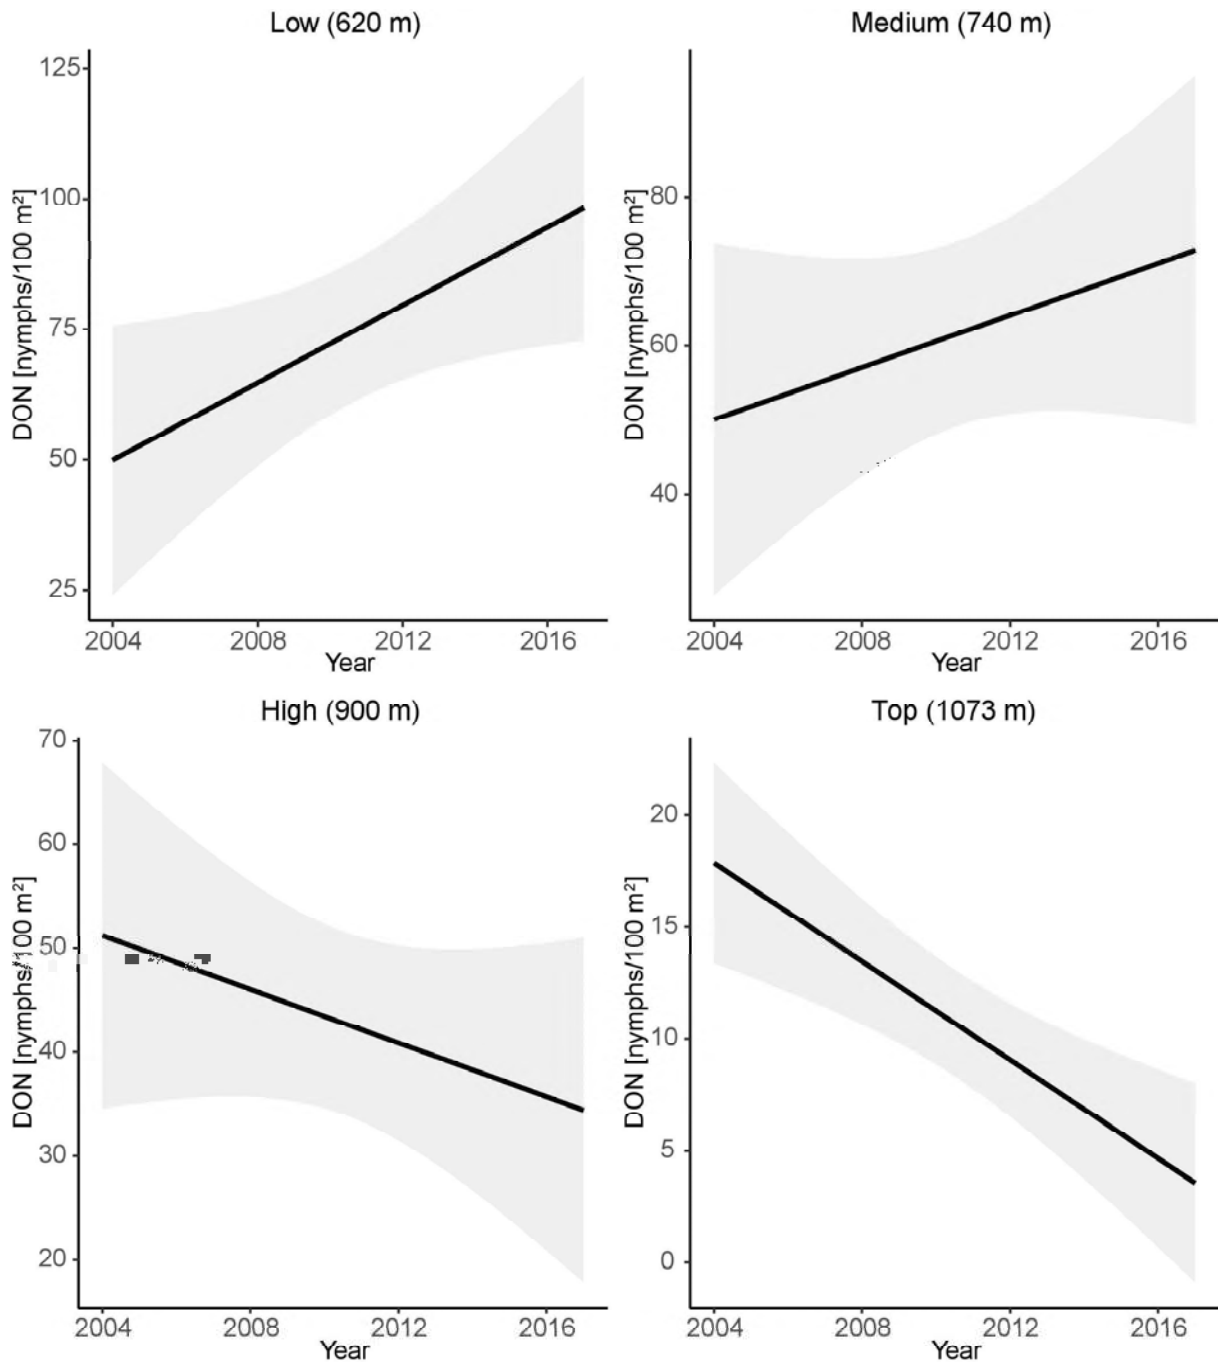 Low (620 m)
Medium (740 m)
125
100
75
50
25
DON [nymphs/100 m²]
2004 2008 2012 2016
Year
80
60
40
DON [nymphs/100 m²]
2004 2008 2012 2016
Year
High (900 m)
Top (1073 m)
70
60
50
40
30
20
DON [nymphs/100 m²]
2004 2008 2012 2016
Year
20
15
10
5
0
DON [nymphs/100 m²]
2004 2008 2012 2016
Year